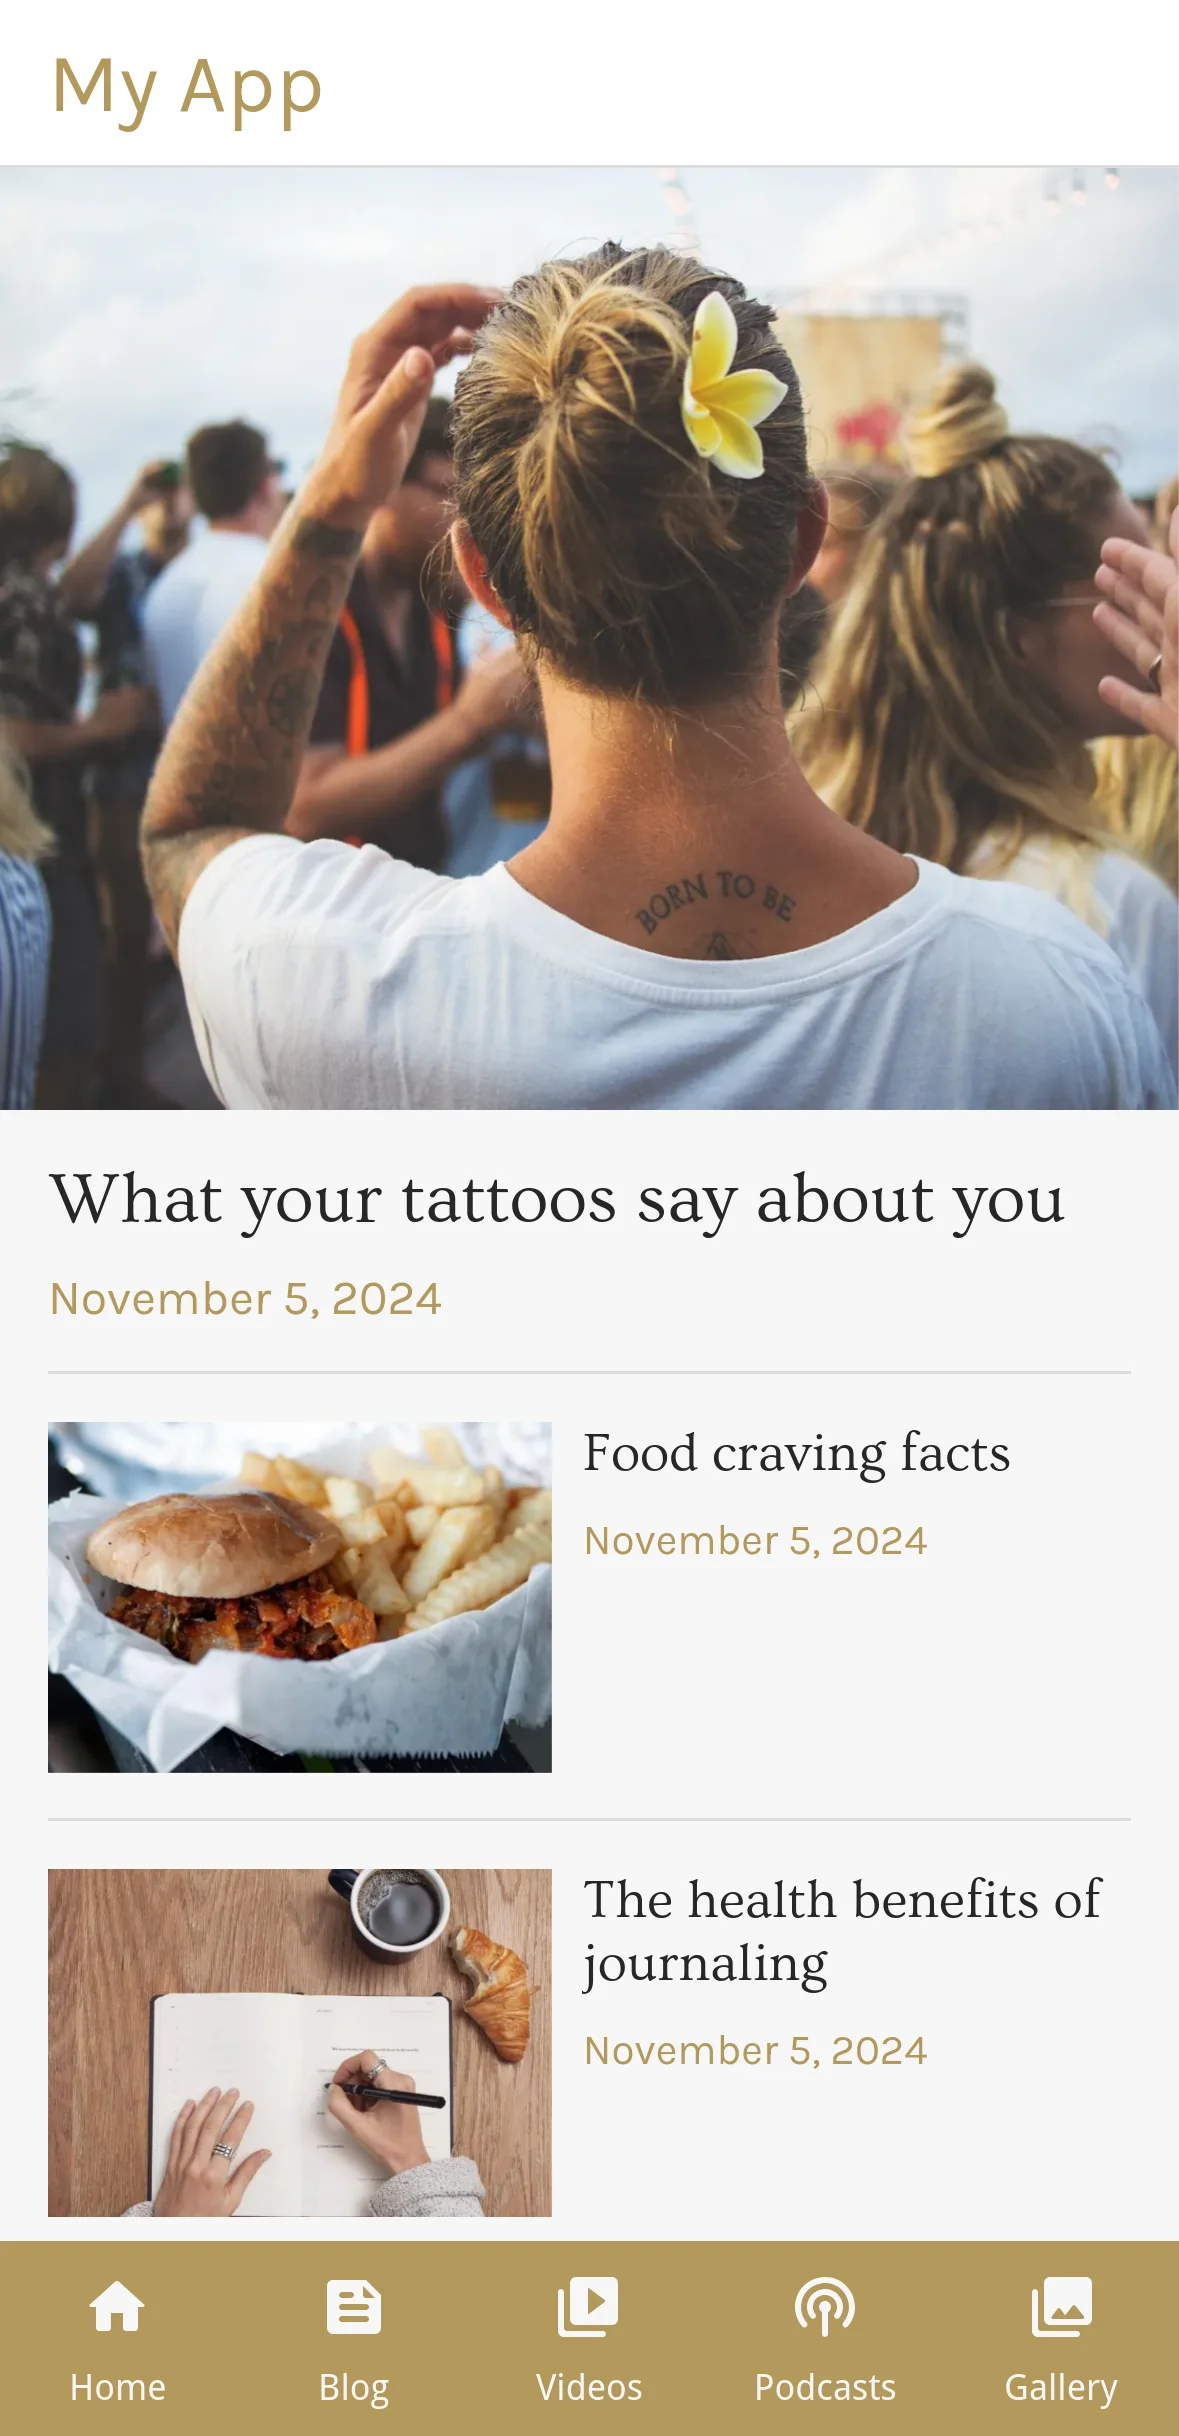 My App
BORN TO BE
What your tattoos say about you
November 5, 2024
Food craving facts
November 5, 2024
The health benefits of
journaling
November 5, 2024
Home
Blog
Videos
Podcasts
Gallery